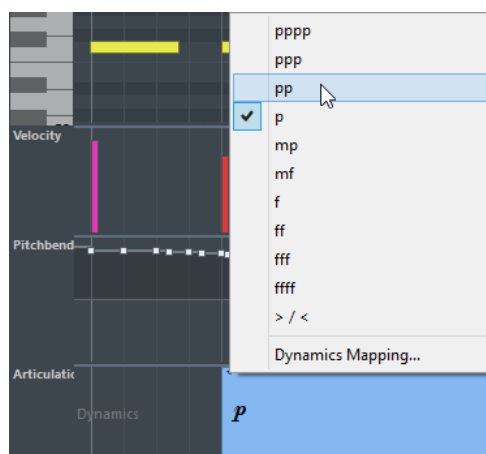 pppp
ppp
pp
p
mp
mf
f
ff
fff
ffff
> / <
Dynamics Mapping...
Velocity
Pitchbend
Articulatic
Dynamics
p